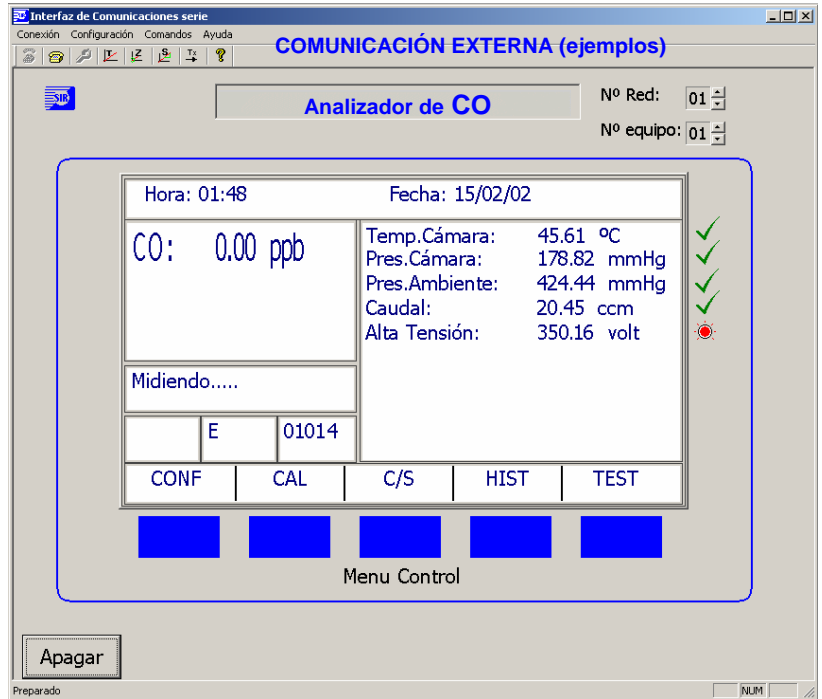 Interfaz de Comunicaciones serie
Conexión Configuración Comandos Ayuda
COMUNICACIÓN EXTERNA (ejemplos)
SIR
Analizador de CO
Nº Red: 01
Nº equipo: 01
Hora: 01:48 Fecha: 15/02/02
CO: 0.00 ppb
Temp.Cámara: 45.61 ºC
Pres.Cámara: 178.82 mmHg
Pres.Ambiente: 424.44 mmHg
Caudal: 20.45 ccm
Alta Tensión: 350.16 volt
Midiendo.....
E 01014
CONF CAL C/S HIST TEST
Menu Control
Apagar
Preparado NUM